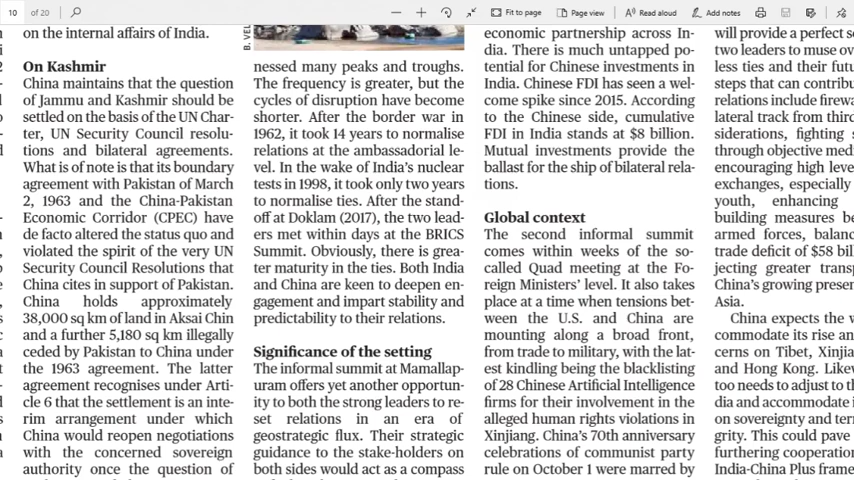 10
of 20
Fit to page
Page view
Read aloud
Add notes
on the internal affairs of India.
On Kashmir
China maintains that the question
of Jammu and Kashmir should be
settled on the basis of the UN Char-
ter, UN Security Council resolu-
tions and bilateral agreements.
What is of note is that its boundary
agreement with Pakistan of March
2, 1963 and the China-Pakistan
Economic Corridor (CPEC) have
de facto altered the status quo and
violated the spirit of the very UN
Security Council Resolutions that
China cites in support of Pakistan.
China holds approximately
38,000 sq km of land in Aksai Chin
and a further 5,180 sq km illegally
ceded by Pakistan to China under
the 1963 agreement. The latter
agreement recognises under Arti-
cle 6 that the settlement is an inte-
rim arrangement under which
China would reopen negotiations
with the concerned sovereign
authority once the question of
B. VEL
nessed many peaks and troughs.
The frequency is greater, but the
cycles of disruption have become
shorter. After the border war in
1962, it took 14 years to normalise
relations at the ambassadorial le-
vel. In the wake of India's nuclear
tests in 1998, it took only two years
to normalise ties. After the stand-
off at Doklam (2017), the two lead-
ers met within days at the BRICS
Summit. Obviously, there is grea-
ter maturity in the ties. Both India
and China are keen to deepen en-
gagement and impart stability and
predictability to their relations.
Significance of the setting
The informal summit at Mamallap-
uram offers yet another opportun-
ity to both the strong leaders to re-
set relations in an era of
geostrategic flux. Their strategic
guidance to the stake-holders on
both sides would act as a compass
economic partnership across In-
dia. There is much untapped po-
tential for Chinese investments in
India. Chinese FDI has seen a wel-
come spike since 2015. According
to the Chinese side, cumulative
FDI in India stands at $8 billion.
Mutual investments provide the
ballast for the ship of bilateral rela-
tions.
Global context
The second informal summit
comes within weeks of the so-
called Quad meeting at the Fo-
reign Ministers' level. It also takes
place at a time when tensions bet-
ween the U.S. and China are
mounting along a broad front,
from trade to military, with the lat-
est kindling being the blacklisting
of 28 Chinese Artificial Intelligence
firms for their involvement in the
alleged human rights violations in
Xinjiang. China's 70th anniversary
celebrations of communist party
rule on October 1 were marred by
will provide a perfect s
two leaders to muse ov
less ties and their futu
steps that can contribu
relations include firewa
lateral track from third
siderations, fighting s
through objective medi
encouraging high leve
exchanges, especially
youth, enhancing
building measures be
armed forces, balanc
trade deficit of $58 bil
jecting greater transp
China's growing presen
Asia.
China expects the w
commodate its rise an
cerns on Tibet, Xinjia
and Hong Kong. Likew
too needs to adjust to th
dia and accommodate i
on sovereignty and terr
grity. This could pave
furthering cooperation
India-China Plus frame